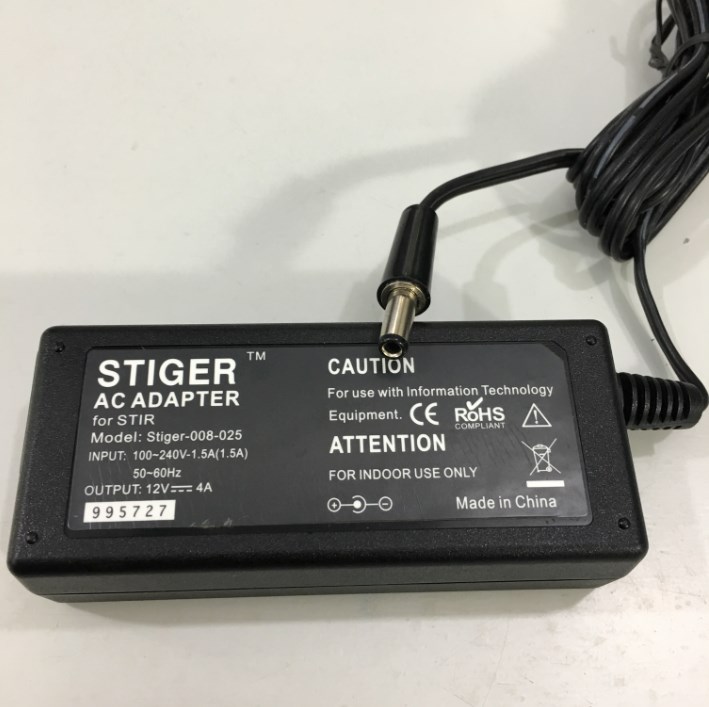 STIGER TM
AC ADAPTER
for STIR
Model: Stiger-008-025
INPUT: 100~240V-1.5A(1.5A)
50~60Hz
OUTPUT: 12V⎓4A
995727
CAUTION
For use with Information Technology
Equipment. CE RoHS
COMPLIANT
ATTENTION
FOR INDOOR USE ONLY
Made in China